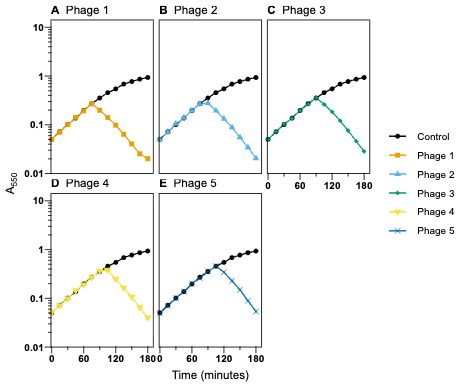 A Phage 1
B Phage 2
C Phage 3
10
1
0.1
0.01
0 60 120 180
D Phage 4
E Phage 5
10
1
0.1
0.01
0 60 120 180
0 60 120 180
A550
Time (minutes)
Control
Phage 1
Phage 2
Phage 3
Phage 4
Phage 5